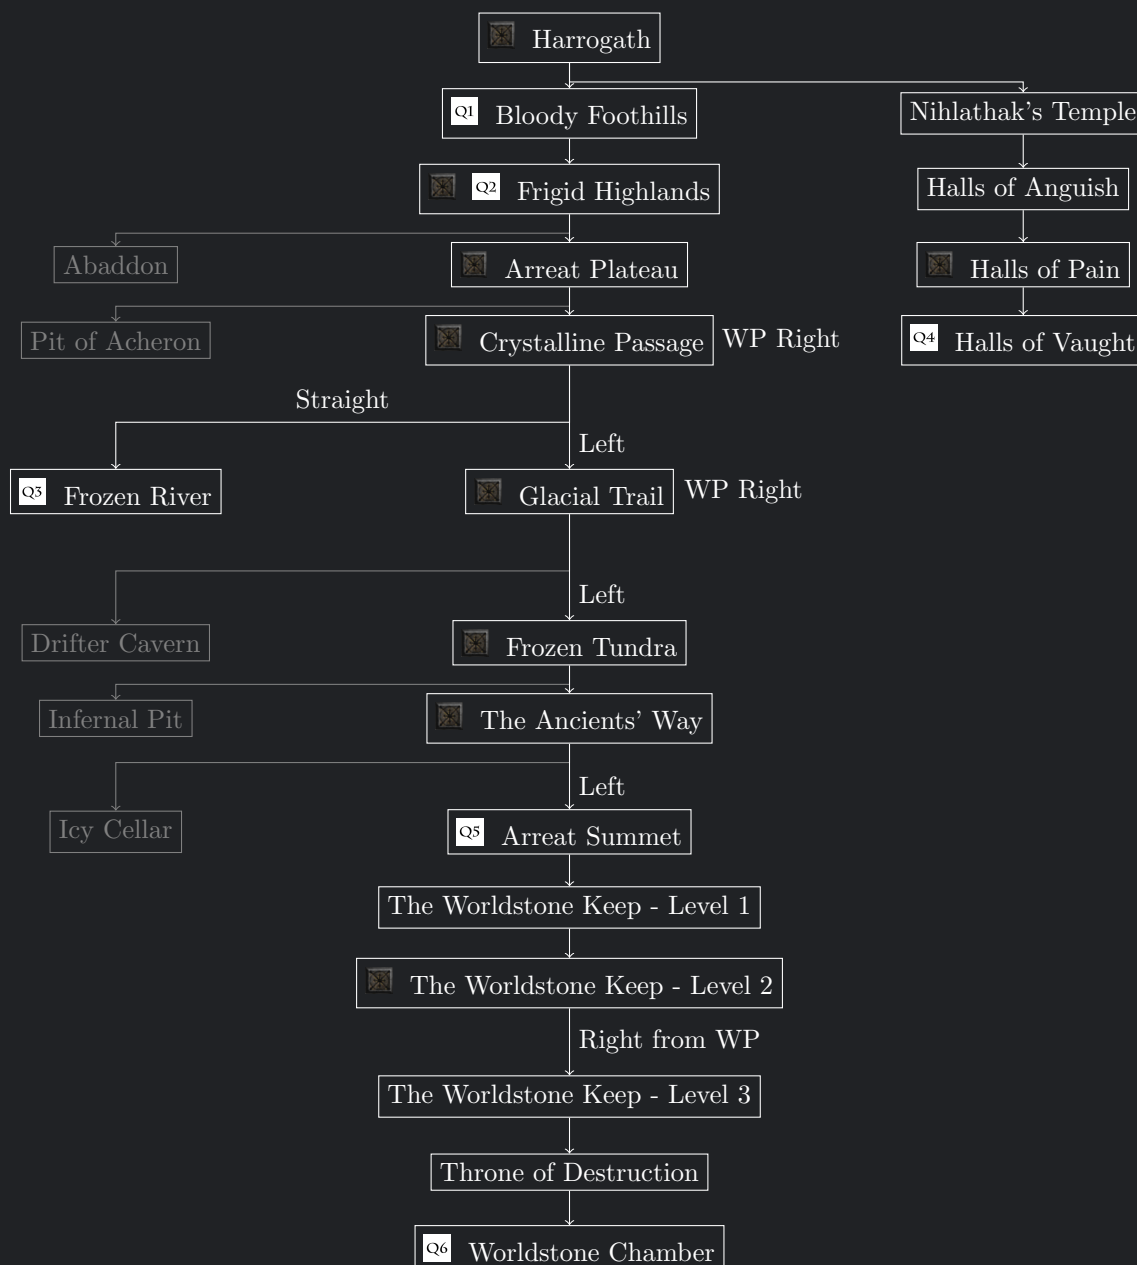 Harrogath
Q1 Bloody Foothills
Nihlathak's Temple
Q2 Frigid Highlands
Halls of Anguish
Abaddon
Arreat Plateau
Halls of Pain
Pit of Acheron
Crystalline Passage
WP Right
Q4 Halls of Vaught
Straight
Left
Q3 Frozen River
Glacial Trail
WP Right
Left
Drifter Cavern
Frozen Tundra
Infernal Pit
The Ancients' Way
Left
Icy Cellar
Q5 Arreat Summet
The Worldstone Keep - Level 1
The Worldstone Keep - Level 2
Right from WP
The Worldstone Keep - Level 3
Throne of Destruction
Q6 Worldstone Chamber